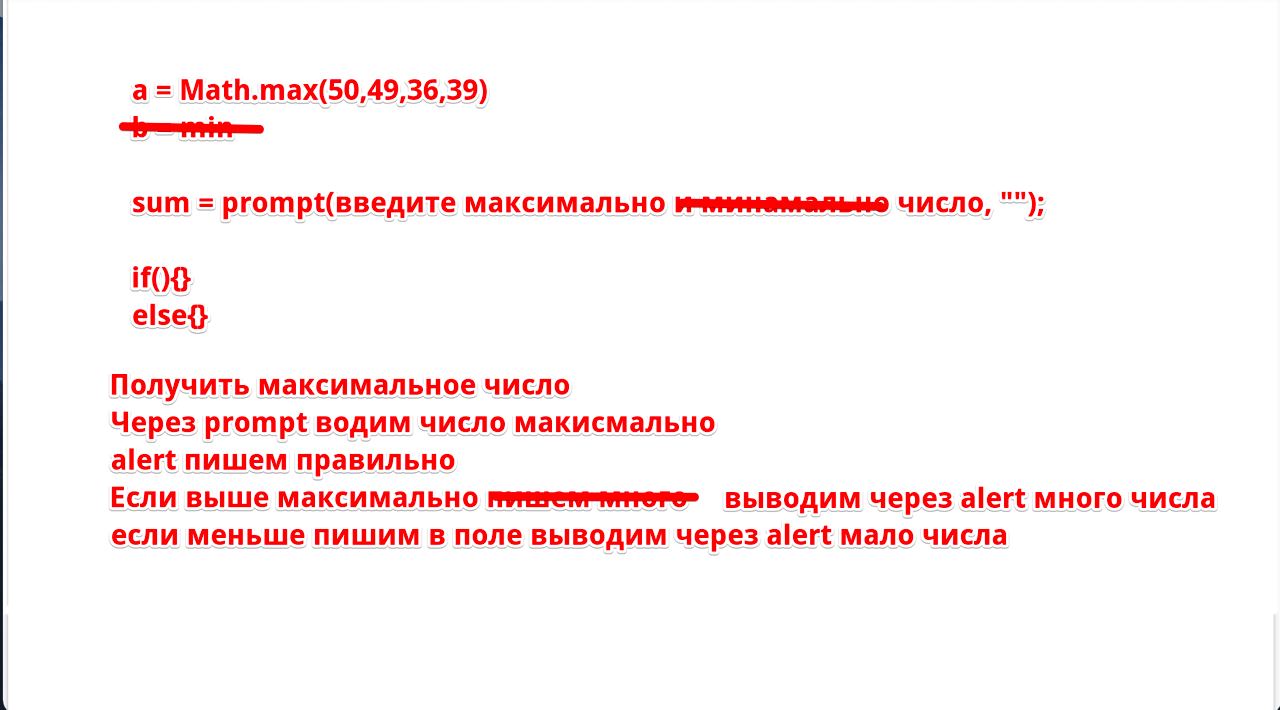 a = Math.max(50,49,36,39)
b = min
sum = prompt(введите максимально и минамально число, "");
if(){}
else{}
Получить максимальное число
Через prompt водим число макисмально
alert пишем правильно
Если выше максимально пишем много выводим через alert много числа
если меньше пишим в поле выводим через alert мало числа